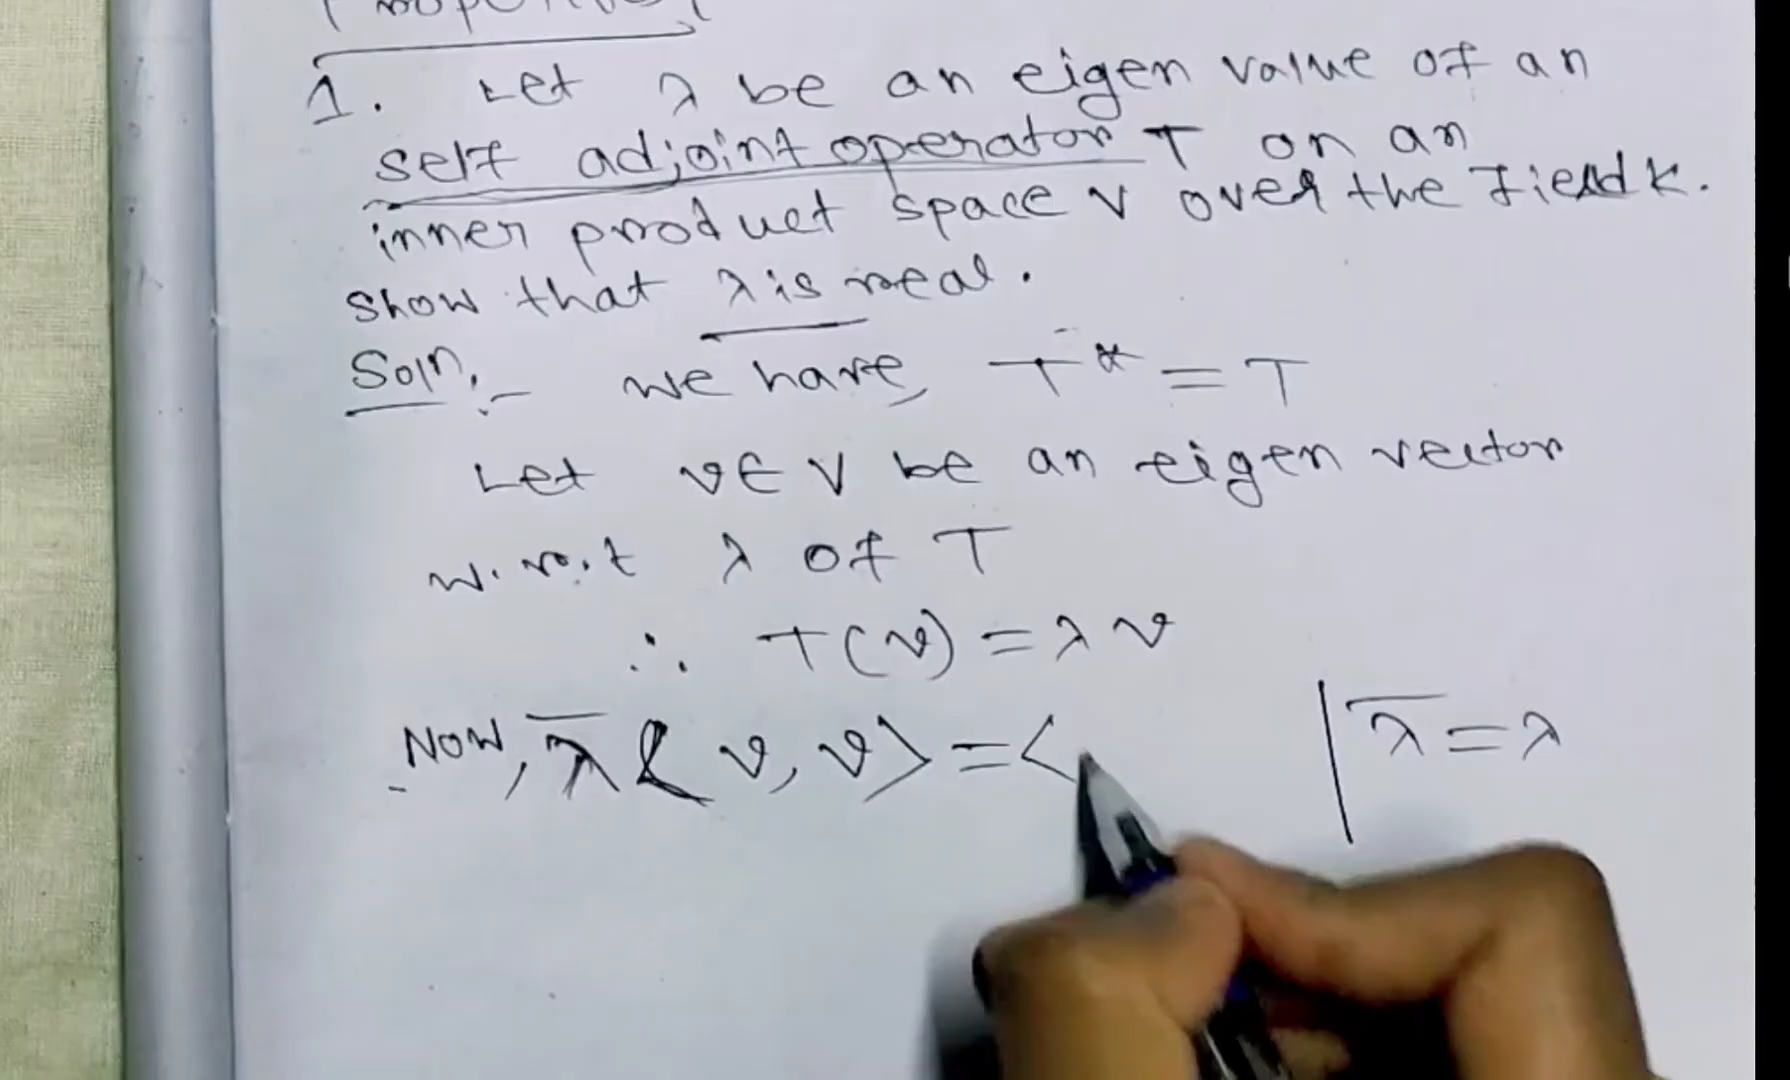 Properties
1. Let λ be an eigen value of an
self adjoint operator T on an
inner product space V over the field K.
show that λ is real.
Soln. :- we have, T* = T
Let v ∈ V be an eigen vector
w.r.t λ of T
∴ T(v) = λv
Now, λ̄ ⟨v, v⟩ = ⟨ | λ̄ = λ